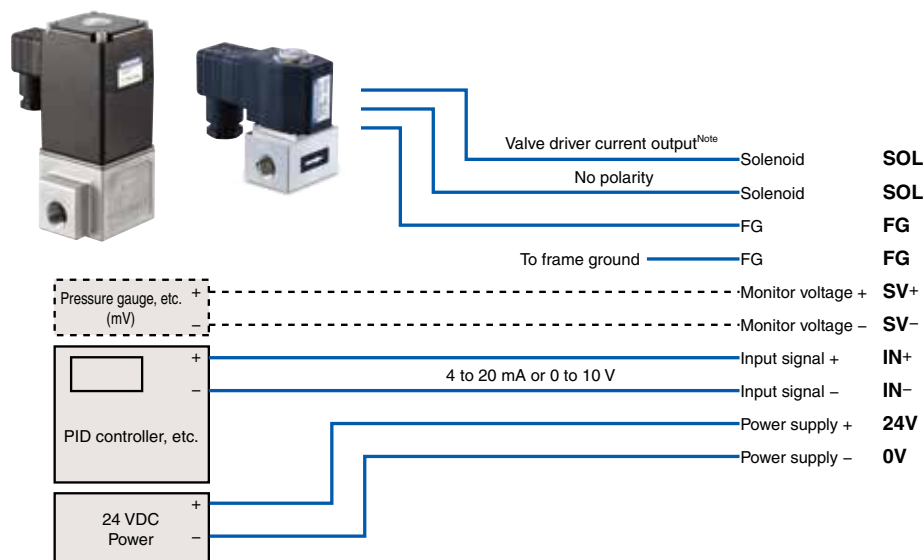 Valve driver current output^Note
Solenoid SOL
No polarity
Solenoid SOL
FG FG
To frame ground FG FG
Pressure gauge, etc. + Monitor voltage + SV+
(mV)
− Monitor voltage − SV−
+ Input signal + IN+
4 to 20 mA or 0 to 10 V
− Input signal − IN−
PID controller, etc.
Power supply + 24V
Power supply − 0V
+
24 VDC
Power −